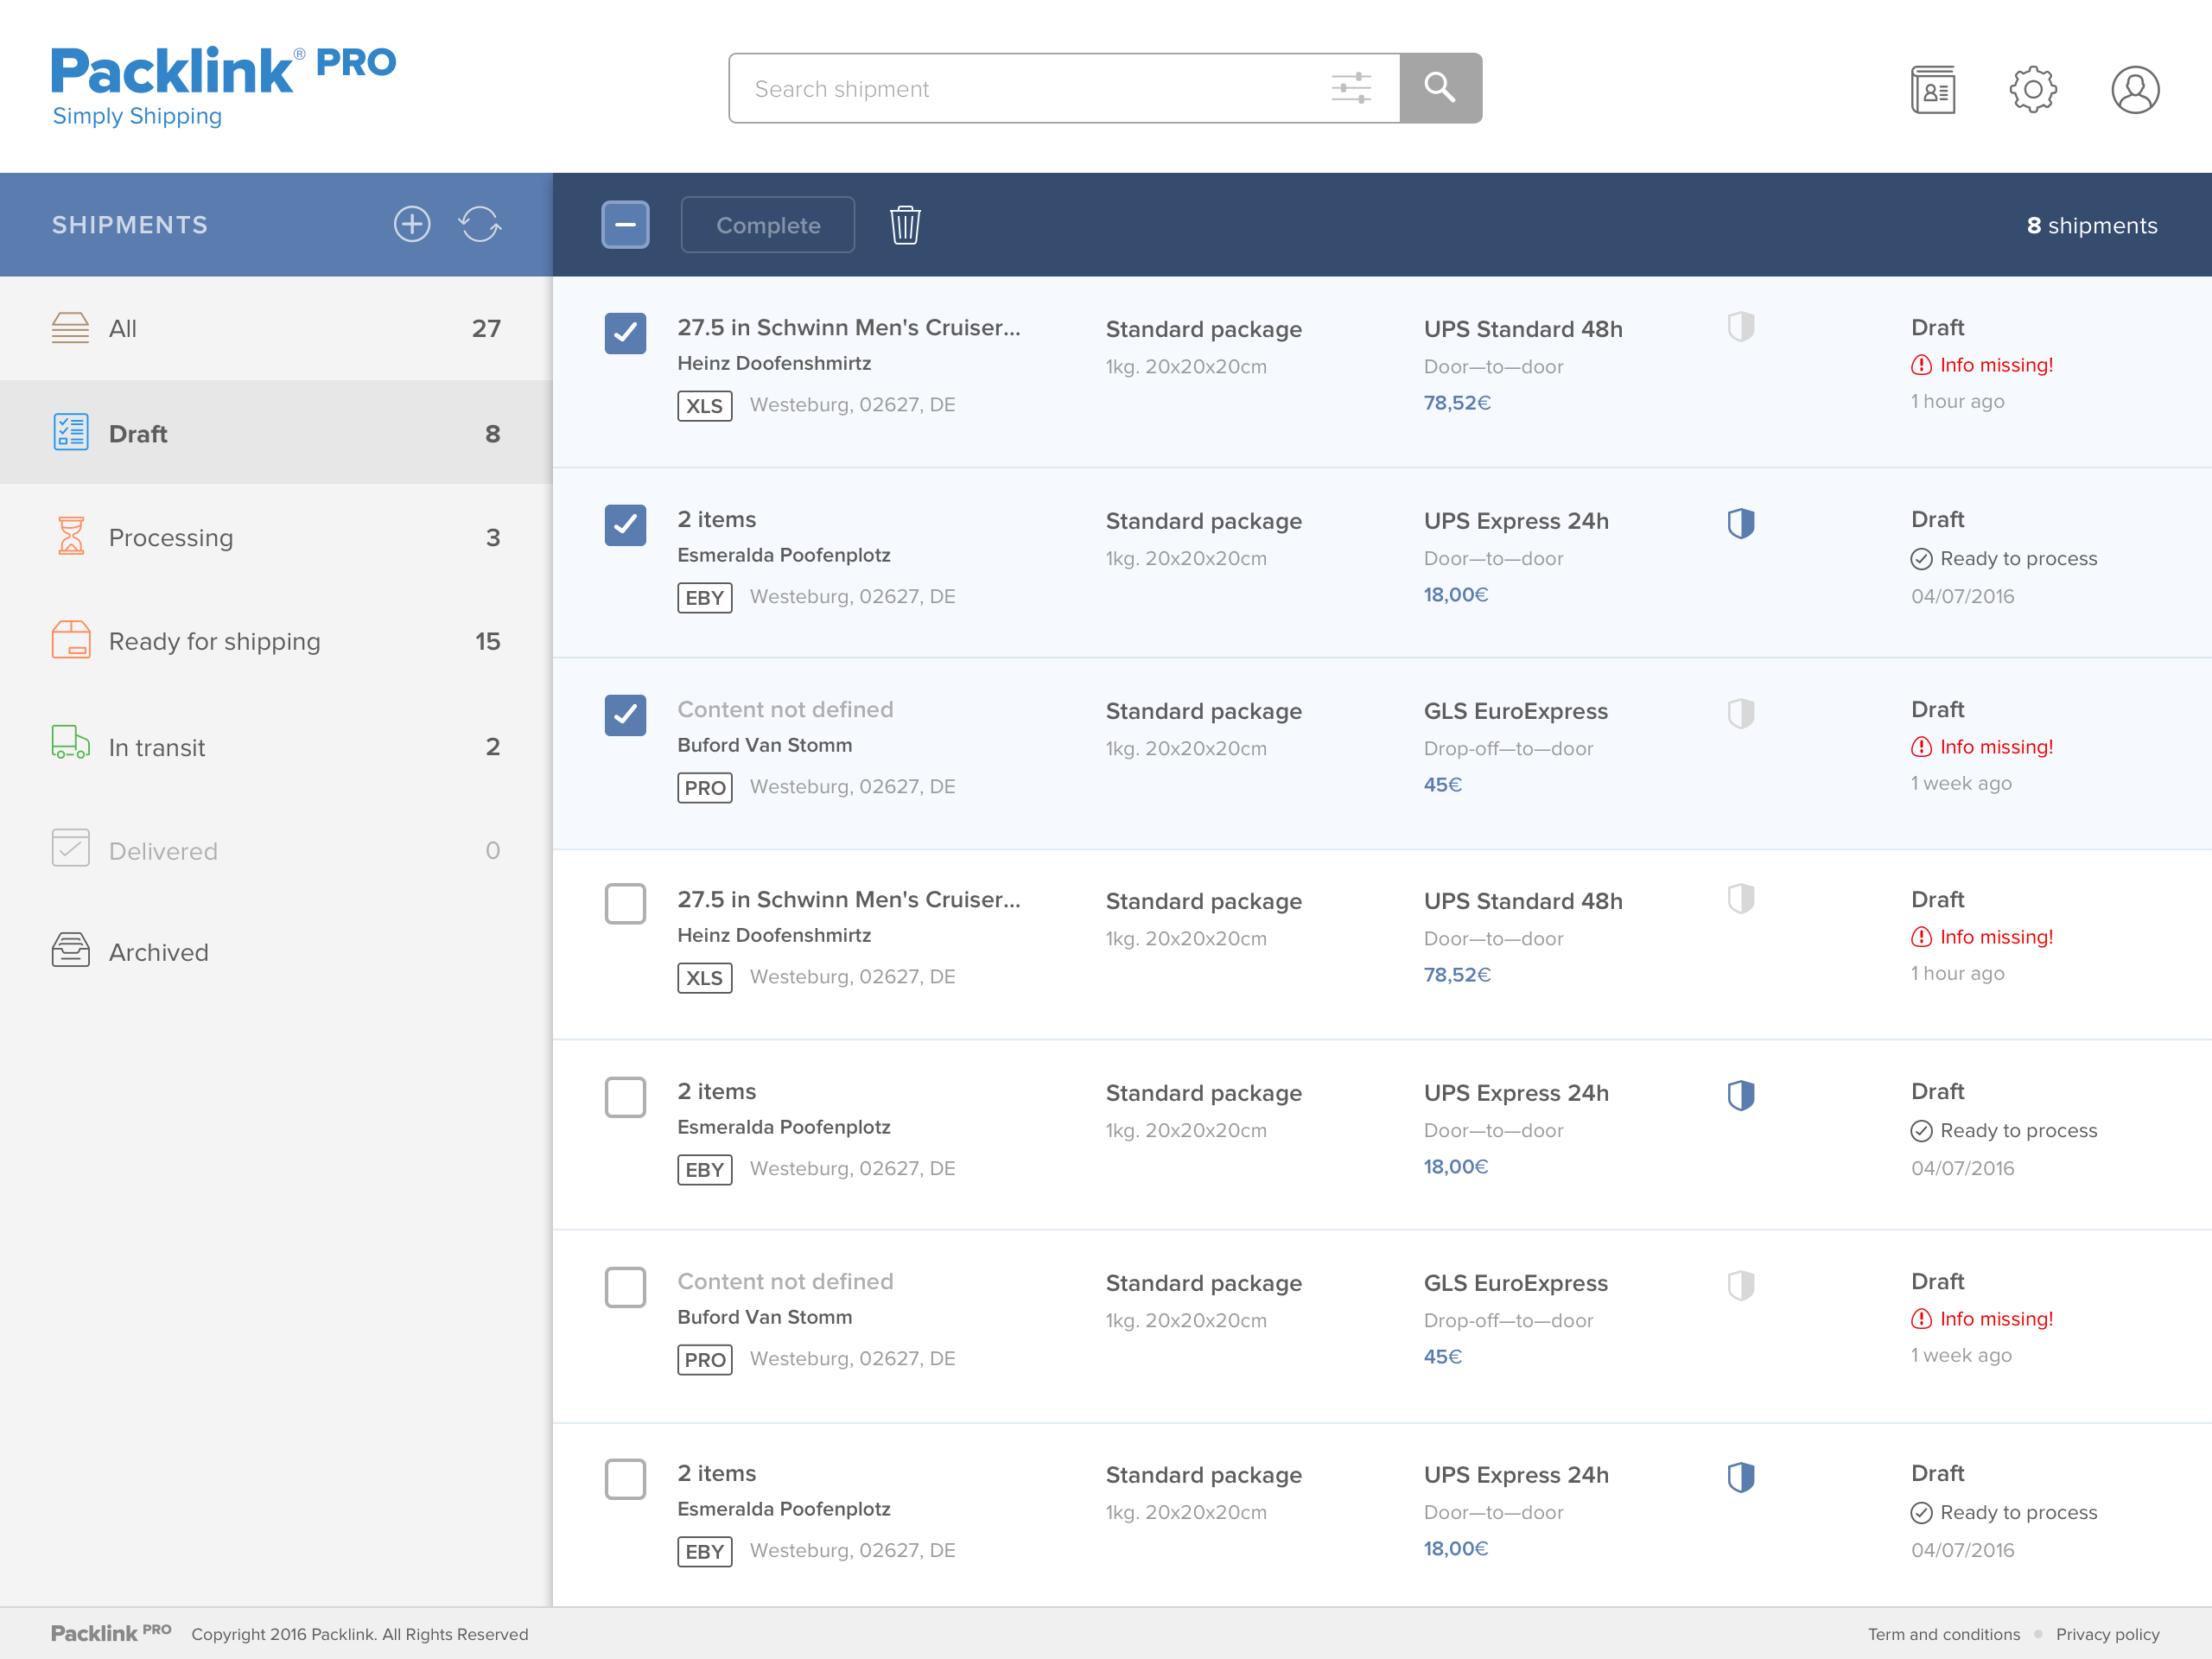 Packlink® PRO
Simply Shipping
Search shipment
SHIPMENTS
Complete
8 shipments
All 27
Draft 8
Processing 3
Ready for shipping 15
In transit 2
Delivered 0
Archived
27.5 in Schwinn Men's Cruiser... Standard package UPS Standard 48h Draft
Heinz Doofenshmirtz 1kg. 20x20x20cm Door—to—door Info missing!
XLS Westeburg, 02627, DE 78,52€ 1 hour ago
2 items Standard package UPS Express 24h Draft
Esmeralda Poofenplotz 1kg. 20x20x20cm Door—to—door Ready to process
EBY Westeburg, 02627, DE 18,00€ 04/07/2016
Content not defined Standard package GLS EuroExpress Draft
Buford Van Stomm 1kg. 20x20x20cm Drop-off—to—door Info missing!
PRO Westeburg, 02627, DE 45€ 1 week ago
27.5 in Schwinn Men's Cruiser... Standard package UPS Standard 48h Draft
Heinz Doofenshmirtz 1kg. 20x20x20cm Door—to—door Info missing!
XLS Westeburg, 02627, DE 78,52€ 1 hour ago
2 items Standard package UPS Express 24h Draft
Esmeralda Poofenplotz 1kg. 20x20x20cm Door—to—door Ready to process
EBY Westeburg, 02627, DE 18,00€ 04/07/2016
Content not defined Standard package GLS EuroExpress Draft
Buford Van Stomm 1kg. 20x20x20cm Drop-off—to—door Info missing!
PRO Westeburg, 02627, DE 45€ 1 week ago
2 items Standard package UPS Express 24h Draft
Esmeralda Poofenplotz 1kg. 20x20x20cm Door—to—door Ready to process
EBY Westeburg, 02627, DE 18,00€ 04/07/2016
Packlink PRO Copyright 2016 Packlink. All Rights Reserved Term and conditions Privacy policy